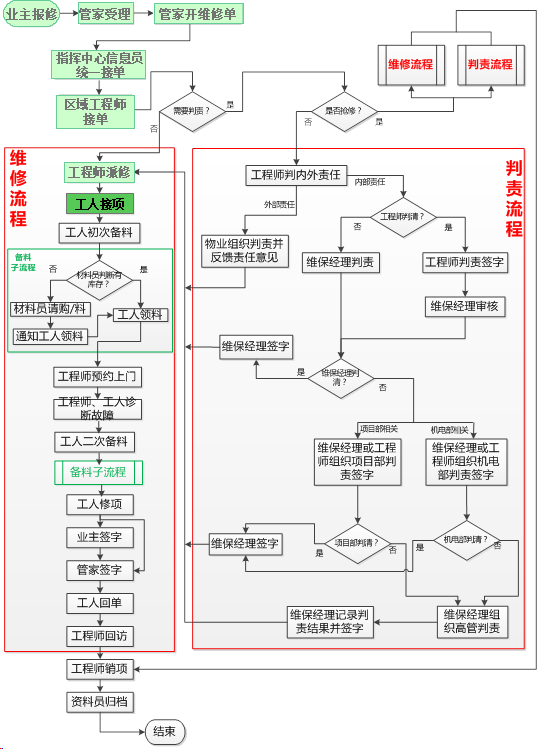 业主报修
管家受理
管家开维修单
指挥中心信息员
统一接单
维修流程
判责流程
区域工程师
接单
需要判责？
是
是否抢修？
否
否
是
维
修
流
程
判
责
流
程
工程师派修
工程师判内外责任
内部责任
工人接项
外部责任
工程师判清？
工人初次备料
否
是
物业组织判责并
反馈责任意见
维保经理判责
工程师判责签字
备料
子流程
否
材料员判断有
库存？
是
材料员请购/料
工人领料
维保经理审核
通知工人领料
维保经理签字
是
维保经理判
清？
否
工程师预约上门
工程师、工人诊
断故障
项目部相关
机电部相关
工人二次备料
维保经理或工程
师组织项目部判
责签字
维保经理或工
程师组织机电
部判责签字
备料子流程
工人修项
业主签字
维保经理签字
是
项目部判清？
否
是
机电部判清？
否
管家签字
工人回单
维保经理记录判
责结果并签字
维保经理组
织高管判责
工程师回访
工程师销项
资料员归档
结束